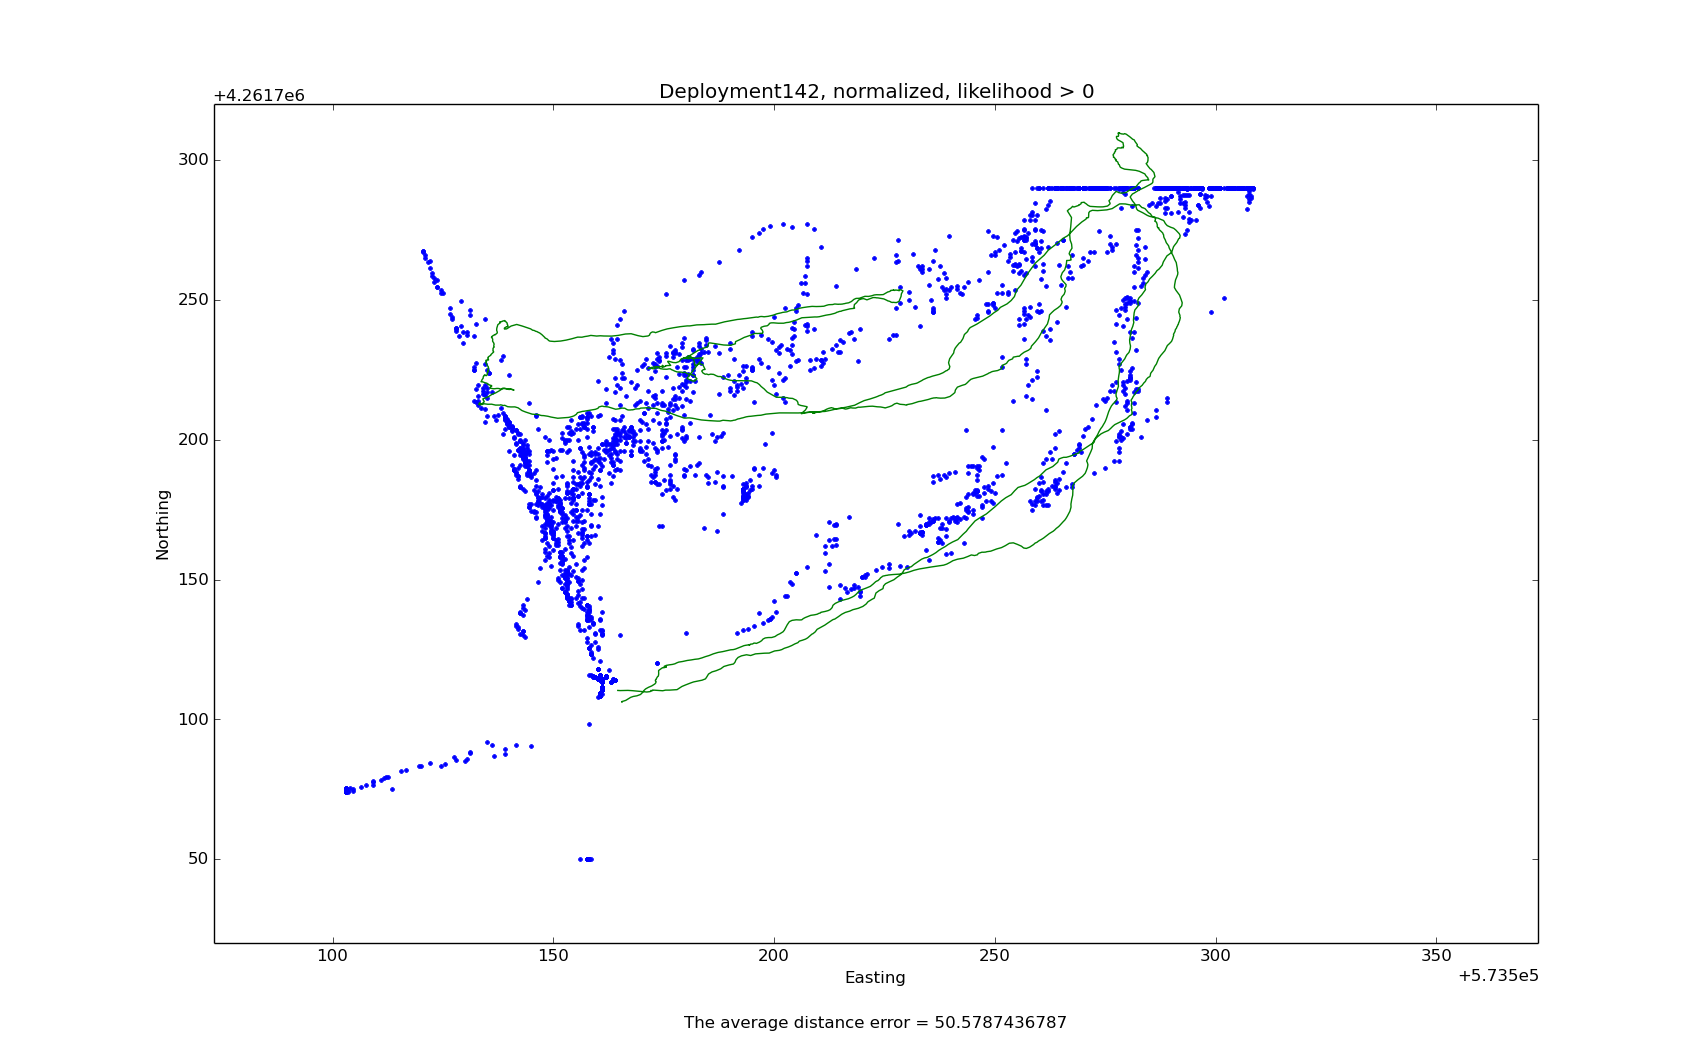 Deployment142, normalized, likelihood > 0
+4.2617e6
300
250
200
150
100
50
Northing
100 150 200 250 300 350
Easting
+5.735e5
The average distance error = 50.5787436787